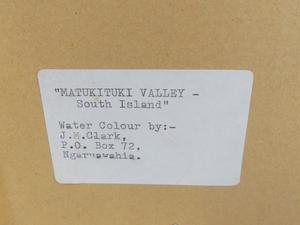 "MATUKITUKI VALLEY -
South Island"
Water Colour by:-
J.M.Clark,
P.O. Box 72,
Ngaruawahia.